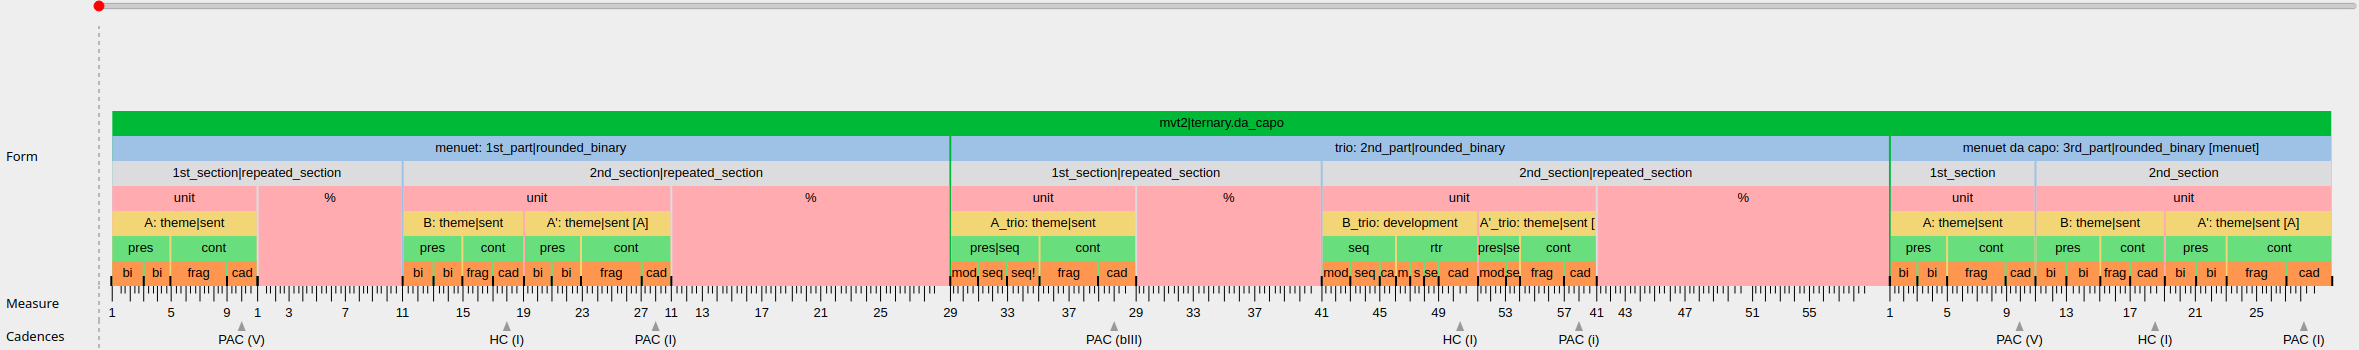 mvt2|ternary.da_capo
Form menuet: 1st_part|rounded_binary trio: 2nd_part|rounded_binary menuet da capo: 3rd_part|rounded_binary [menuet]
1st_section|repeated_section 2nd_section|repeated_section 1st_section|repeated_section 2nd_section|repeated_section 1st_section 2nd_section
unit % unit % unit % unit % unit unit
A: theme|sent B: theme|sent A': theme|sent [A] A_trio: theme|sent B_trio: development A'_trio: theme|sent [ A: theme|sent B: theme|sent A': theme|sent [A]
pres cont pres cont pres cont pres|seq cont seq rtr pres|se cont pres cont pres cont pres cont
bi bi frag cad bi bi frag cad bi bi frag cad mod seq seq! frag cad mod seq ca m s se cad mod se frag cad bi bi frag cad bi bi frag cad bi bi frag cad
Measure 1 5 9 1 3 7 11 15 19 23 27 11 13 17 21 25 29 33 37 29 33 37 41 45 49 53 57 41 43 47 51 55 1 5 9 13 17 21 25
Cadences PAC (V) HC (I) PAC (I) PAC (bIII) HC (I) PAC (i) PAC (V) HC (I) PAC (I)